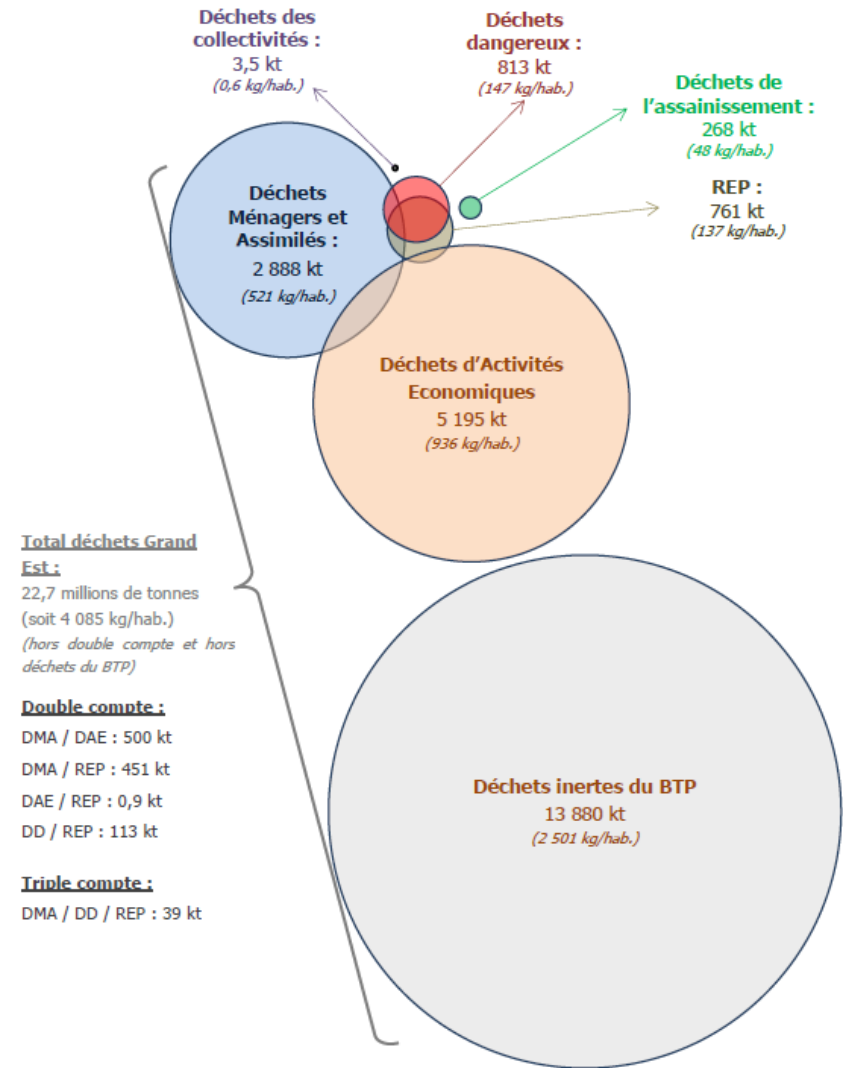 Déchets des
collectivités :
3,5 kt
(0,6 kg/hab.)
Déchets
dangereux :
813 kt
(147 kg/hab.)
Déchets de
l'assainissement :
268 kt
(48 kg/hab.)
REP :
761 kt
(137 kg/hab.)
Déchets
Ménagers et
Assimilés :
2 888 kt
(521 kg/hab.)
Déchets d'Activités
Economiques
5 195 kt
(936 kg/hab.)
Total déchets Grand
Est :
22,7 millions de tonnes
(soit 4 085 kg/hab.)
(hors double compte et hors
déchets du BTP)
Double compte :
DMA / DAE : 500 kt
DMA / REP : 451 kt
DAE / REP : 0,9 kt
DD / REP : 113 kt
Triple compte :
DMA / DD / REP : 39 kt
Déchets inertes du BTP
13 880 kt
(2 501 kg/hab.)